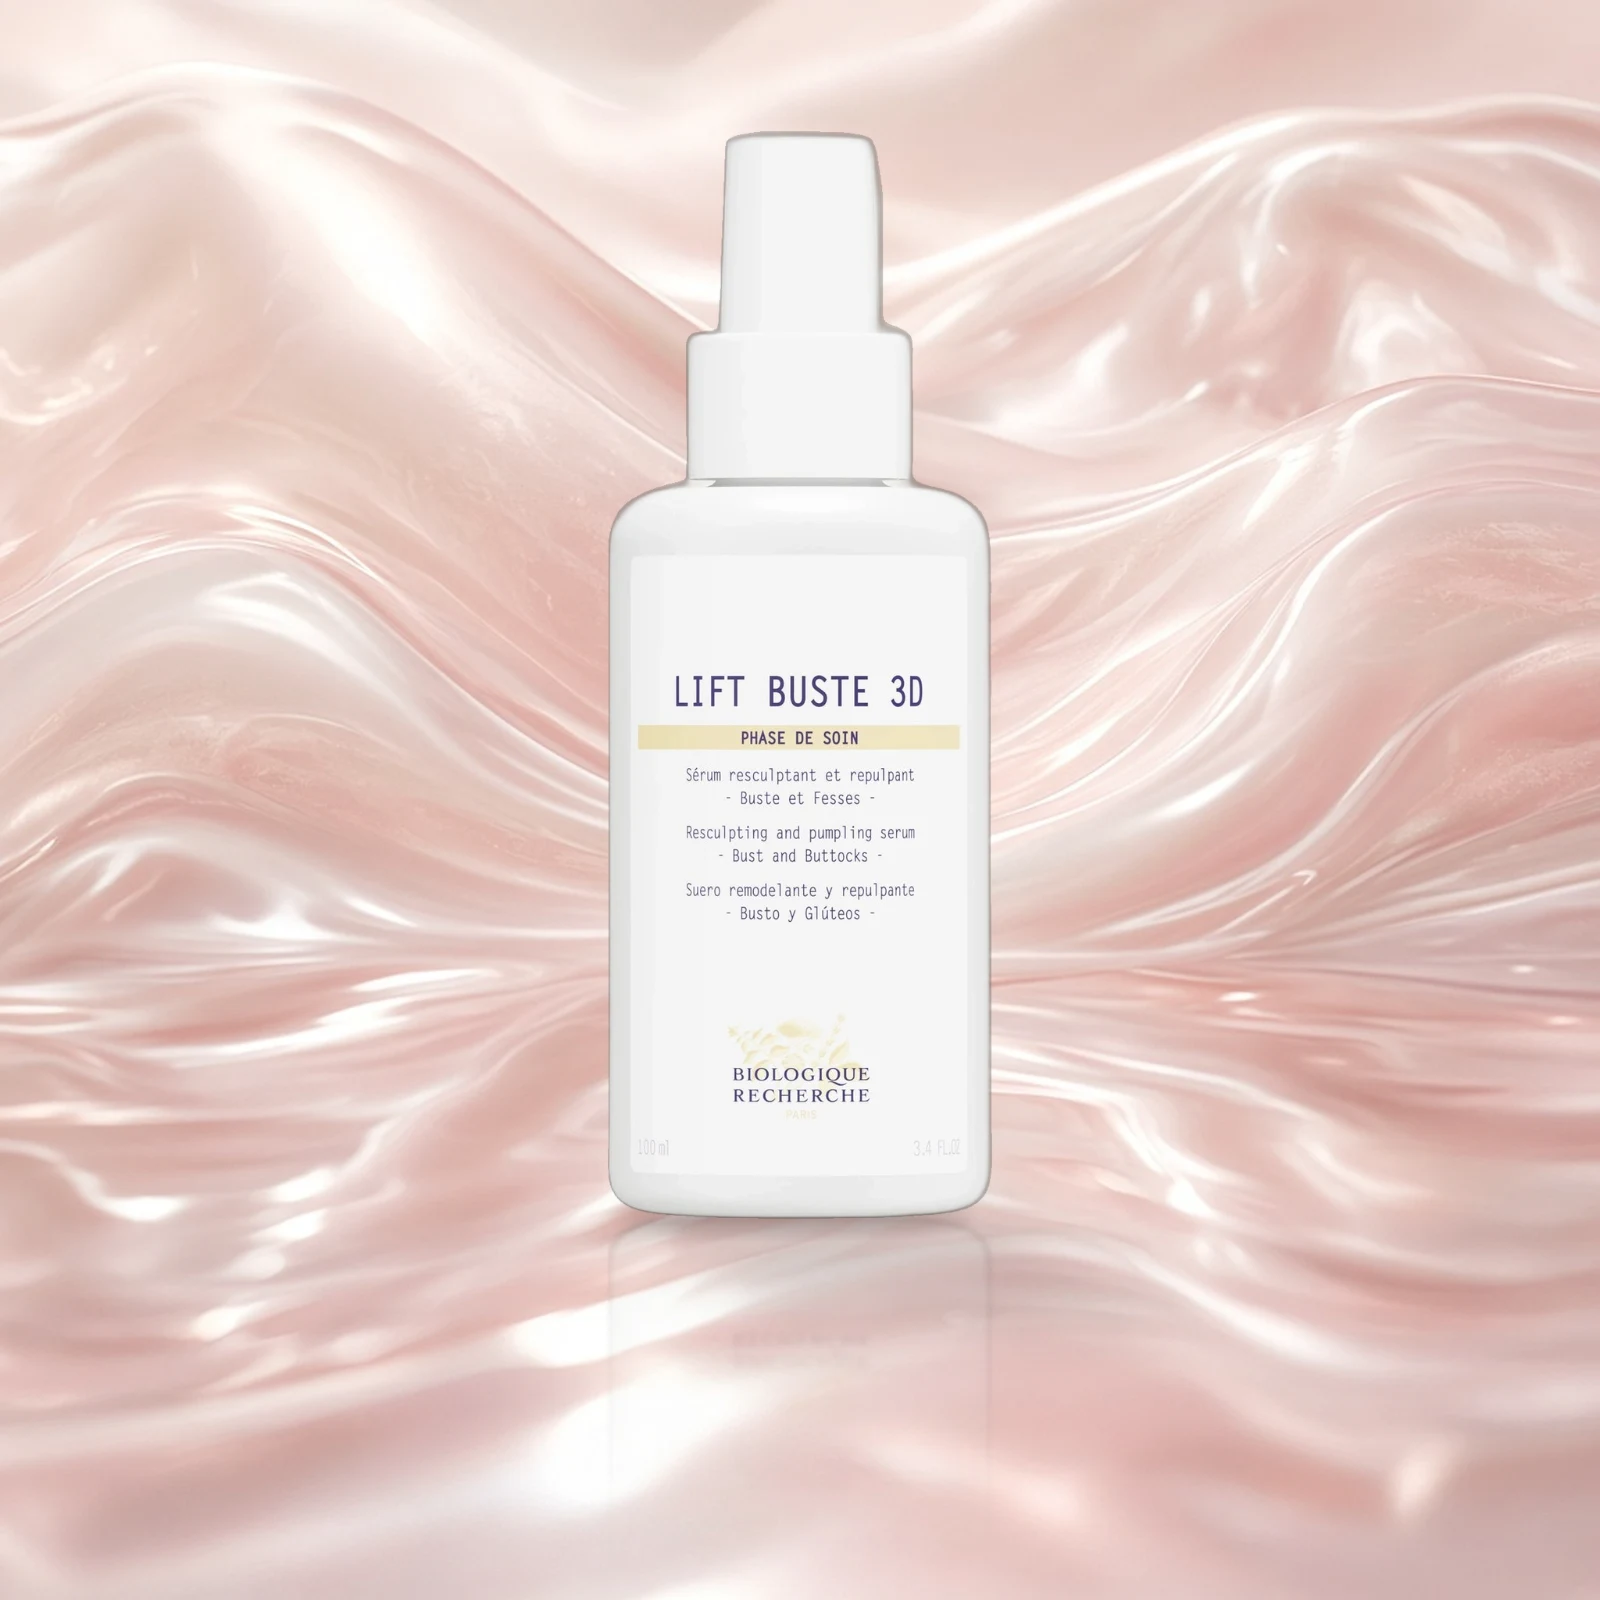 LIFT BUSTE 3D
PHASE DE SOIN
Sérum resculptant et repulpant
- Buste et Fesses -
Resculpting and pumpling serum
- Bust and Buttocks -
Suero remodelante y repulpante
- Busto y Glúteos -
BIOLOGIQUE
RECHERCHE
PARIS
100 ml
3.4 FL.OZ